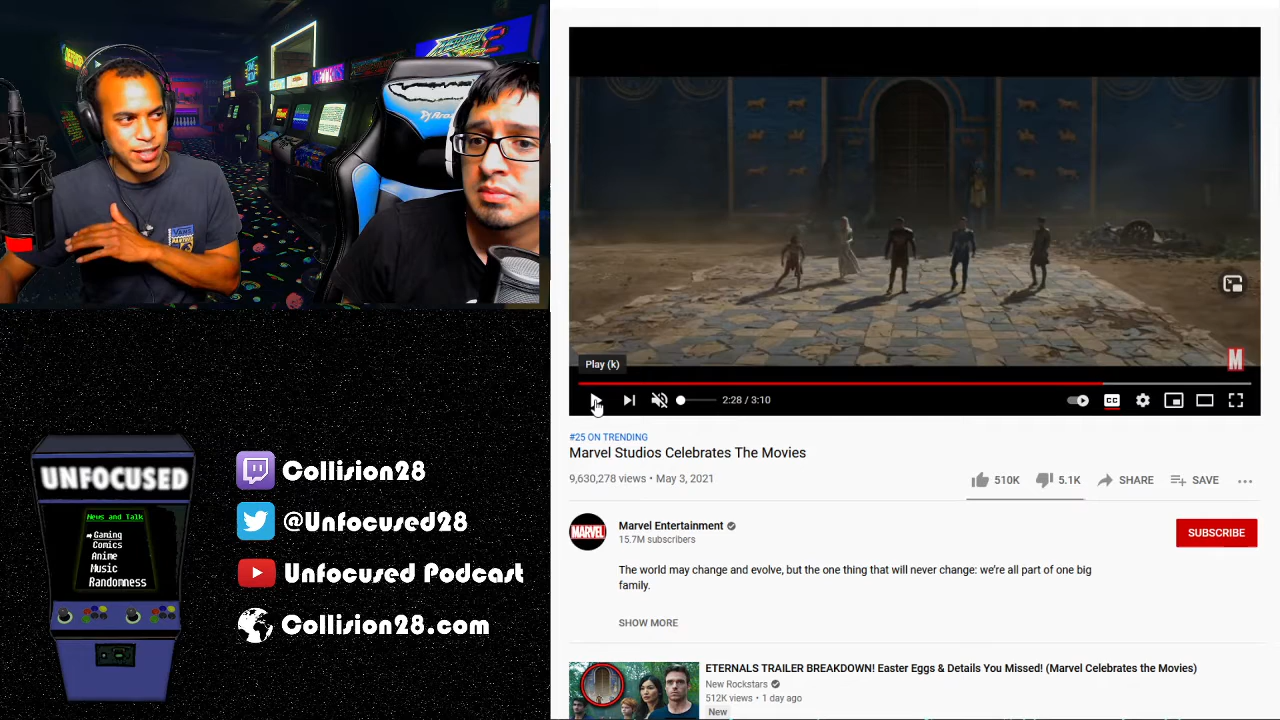 VANS
Play (k)
M
2:28 / 3:10
CC
#25 ON TRENDING
Marvel Studios Celebrates The Movies
9,630,278 views • May 3, 2021
510K
5.1K
SHARE
SAVE
MARVEL
Marvel Entertainment
15.7M subscribers
SUBSCRIBE
The world may change and evolve, but the one thing that will never change: we're all part of one big
family.
SHOW MORE
ETERNALS TRAILER BREAKDOWN! Easter Eggs & Details You Missed! (Marvel Celebrates the Movies)
New Rockstars
512K views • 1 day ago
New
UNFOCUSED
News and Talk
Gaming
Comics
Anime
Music
Randomness
Collision28
@Unfocused28
Unfocused Podcast
Collision28.com